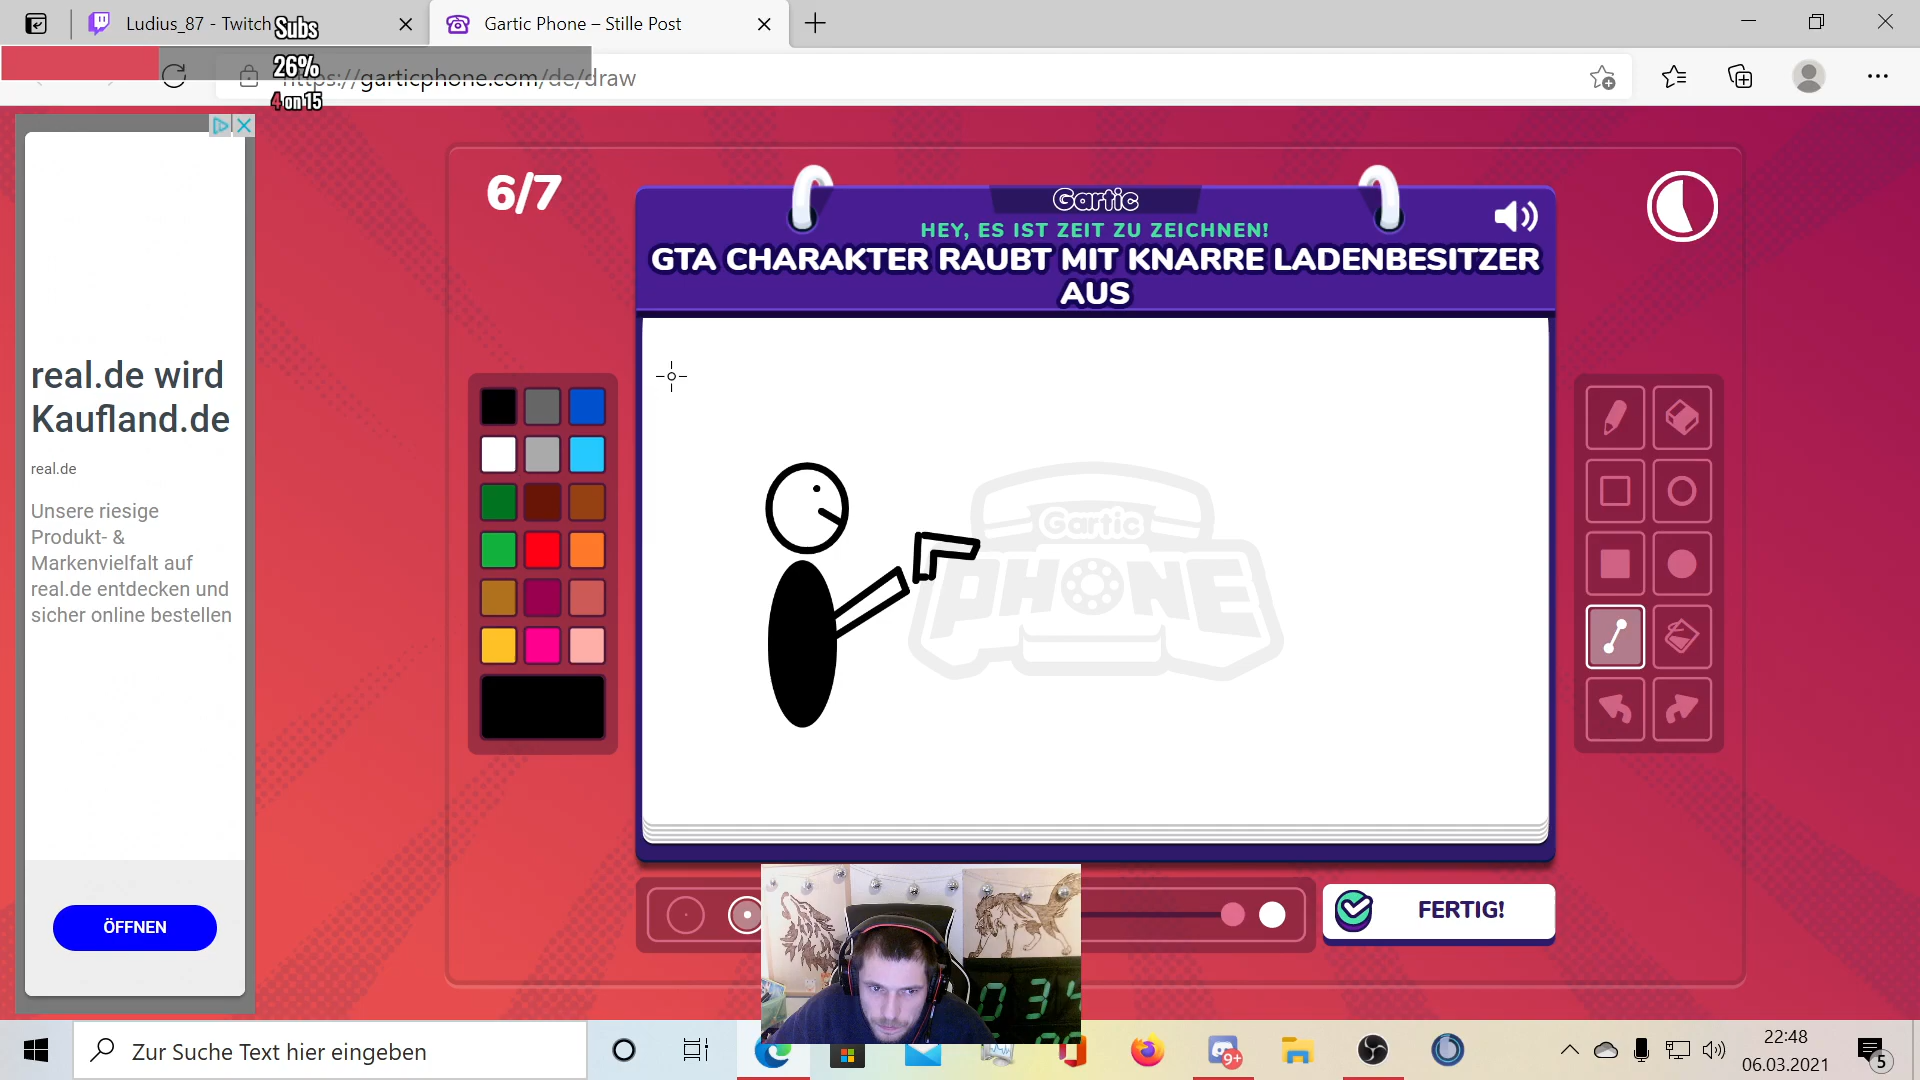 Ludius_87 - Twitch
Subs
Gartic Phone – Stille Post
26%
4 on 15
https://garticphone.com/de/draw
6/7
Gartic
HEY, ES IST ZEIT ZU ZEICHNEN!
GTA CHARAKTER RAUBT MIT KNARRE LADENBESITZER
AUS
real.de wird
Kaufland.de
real.de
Unsere riesige
Produkt- &
Markenvielfalt auf
real.de entdecken und
sicher online bestellen
ÖFFNEN
Gartic
PHONE
FERTIG!
034
Zur Suche Text hier eingeben
9+
22:48
06.03.2021
5